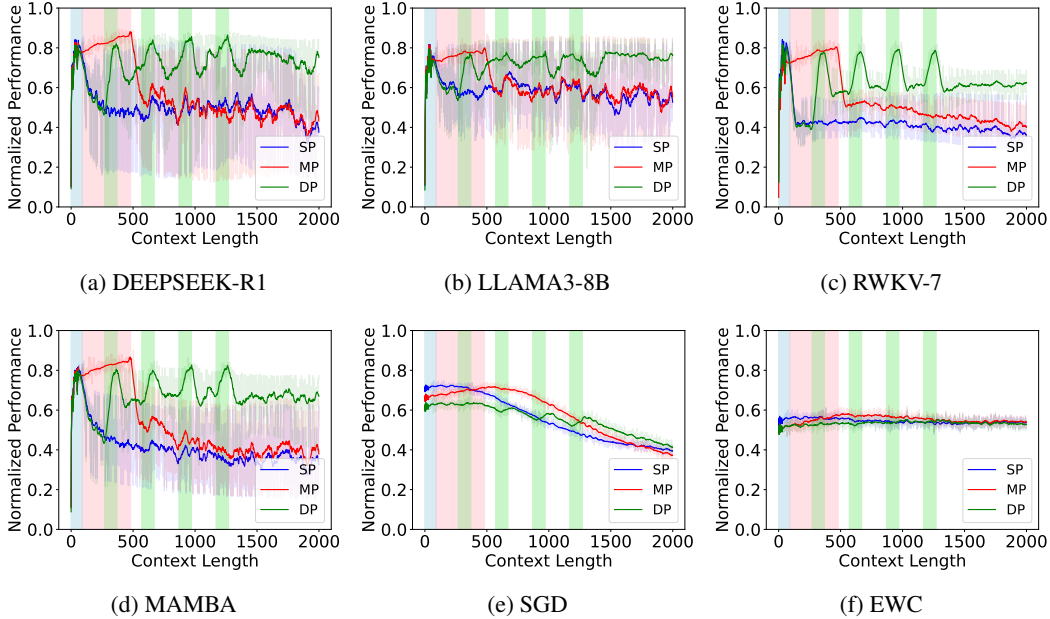 Normalized Performance
1.0
0.8
0.6
0.4
0.2
0.0
SP
MP
DP
0 500 1000 1500 2000
Context Length
(a) DEEPSEEK-R1
Normalized Performance
1.0
0.8
0.6
0.4
0.2
0.0
SP
MP
DP
0 500 1000 1500 2000
Context Length
(b) LLAMA3-8B
Normalized Performance
1.0
0.8
0.6
0.4
0.2
0.0
SP
MP
DP
0 500 1000 1500 2000
Context Length
(c) RWKV-7
Normalized Performance
1.0
0.8
0.6
0.4
0.2
0.0
SP
MP
DP
0 500 1000 1500 2000
Context Length
(d) MAMBA
Normalized Performance
1.0
0.8
0.6
0.4
0.2
0.0
SP
MP
DP
0 500 1000 1500 2000
Context Length
(e) SGD
Normalized Performance
1.0
0.8
0.6
0.4
0.2
0.0
SP
MP
DP
0 500 1000 1500 2000
Context Length
(f) EWC